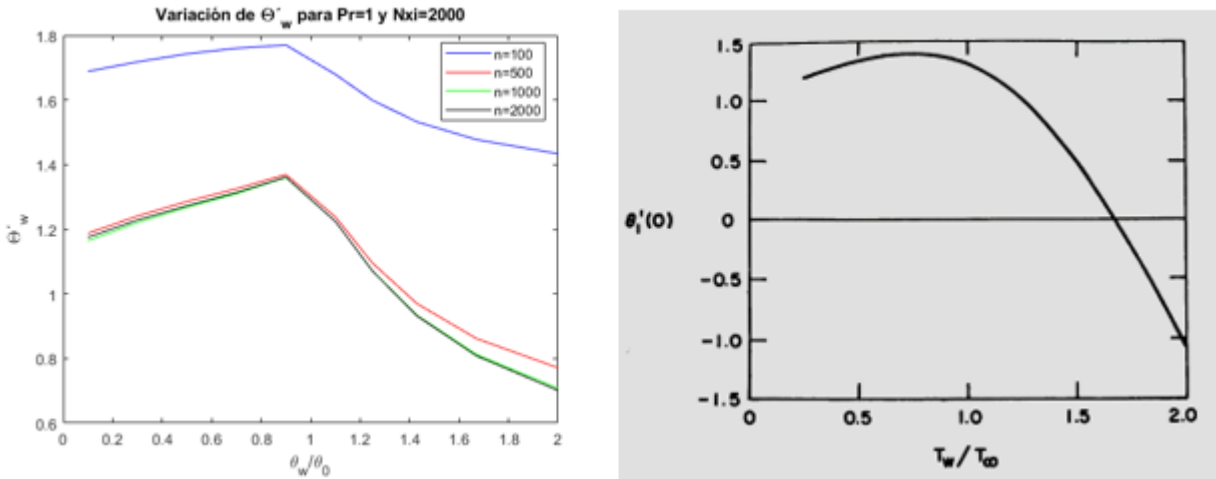 Variación de Θ´w para Pr=1 y Nxi=2000
1.8
1.6
1.4
1.2
1
0.8
0.6
Θ´w
n=100
n=500
n=1000
n=2000
0 0.2 0.4 0.6 0.8 1 1.2 1.4 1.6 1.8 2
θw/θ0
1.5
1.0
0.5
0
-0.5
-1.0
-1.5
θ1'(0)
0 0.5 1.0 1.5 2.0
Tw/T∞